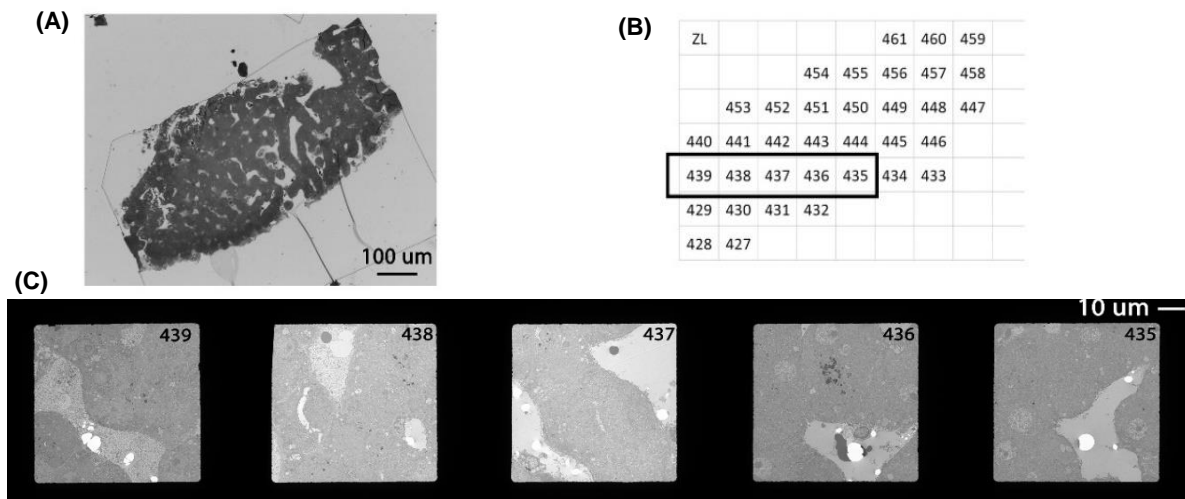 (A)
100 um
(B)
ZL 461 460 459
454 455 456 457 458
453 452 451 450 449 448 447
440 441 442 443 444 445 446
439 438 437 436 435 434 433
429 430 431 432
428 427
(C)
10 um
439 438 437 436 435